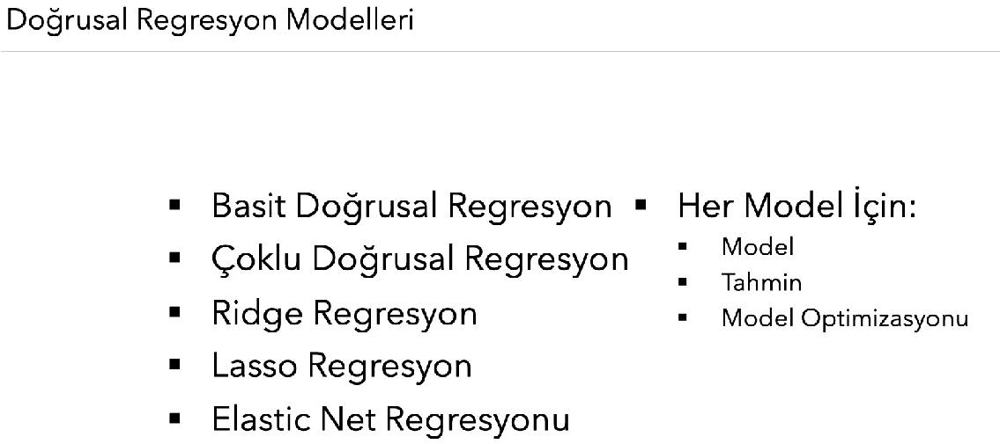 Doğrusal Regresyon Modelleri
Basit Doğrusal Regresyon
Çoklu Doğrusal Regresyon
Ridge Regresyon
Lasso Regresyon
Elastic Net Regresyonu
Her Model İçin:
Model
Tahmin
Model Optimizasyonu